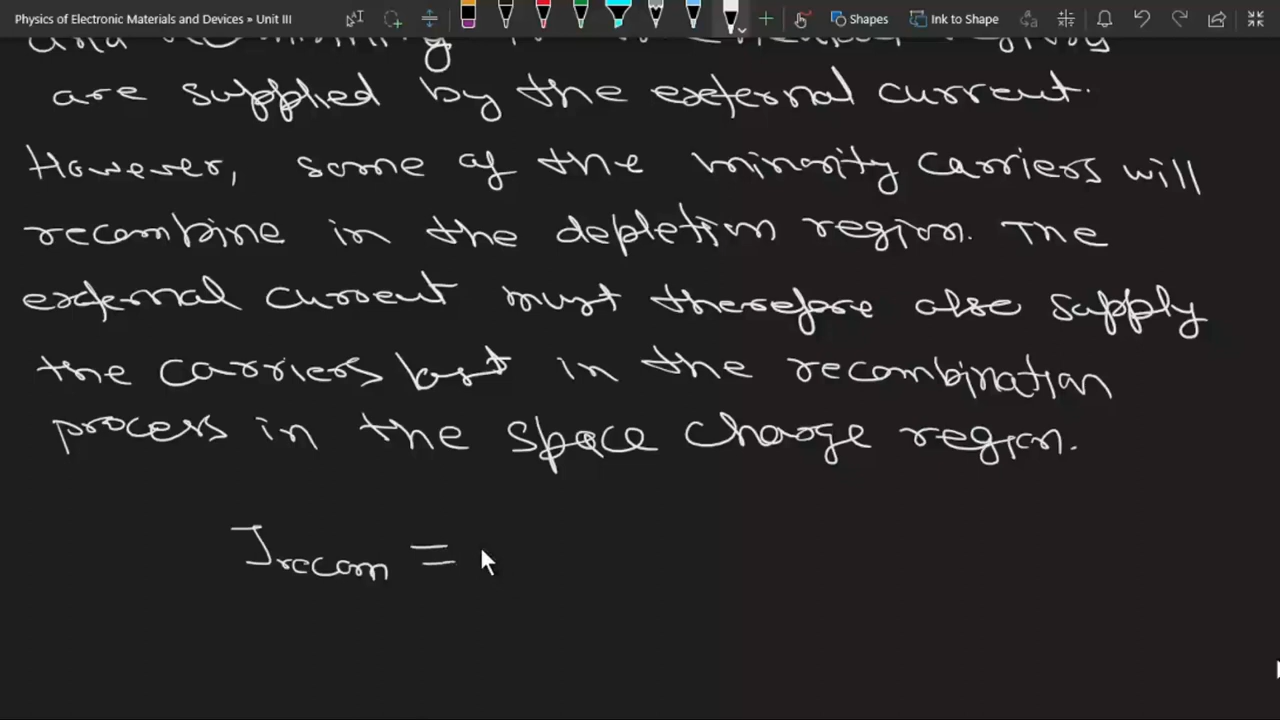 Physics of Electronic Materials and Devices » Unit III
Shapes
Ink to Shape
are supplied by the external current.
However, some of the minority carriers will
recombine in the depletion region. The
external current must therefore also supply
the carriers lost in the recombination
process in the space charge region.
Jrecom =